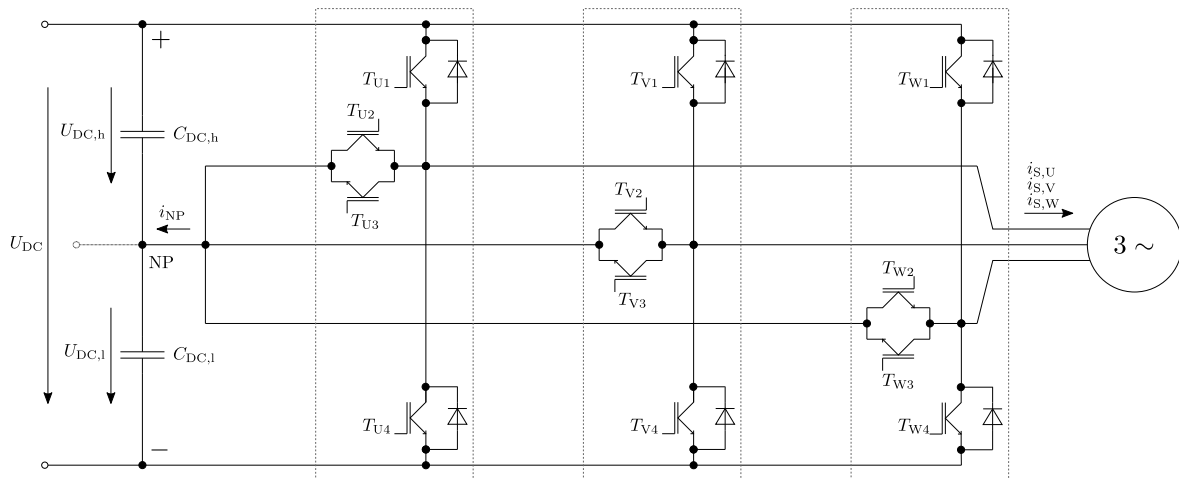 +
T_U1
T_V1
T_W1
T_U2
U_DC,h
C_DC,h
i_S,U
i_S,V
i_S,W
T_V2
i_NP
T_U3
U_DC
NP
3 ∼
T_W2
T_V3
U_DC,l
C_DC,l
T_W3
T_U4
T_V4
T_W4
−